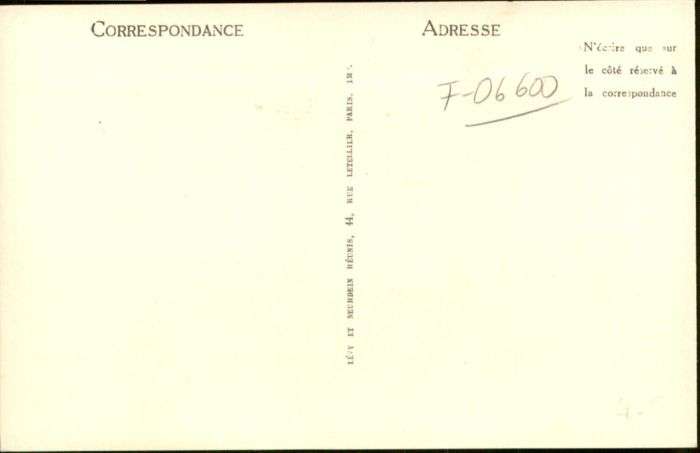 CORRESPONDANCE
ADRESSE
N'écrire que sur
le côté réservé à
la correspondance
F-06600
LÉVY ET NEURDEIN RÉUNIS, 44, RUE LETELLIER, PARIS, IMP.